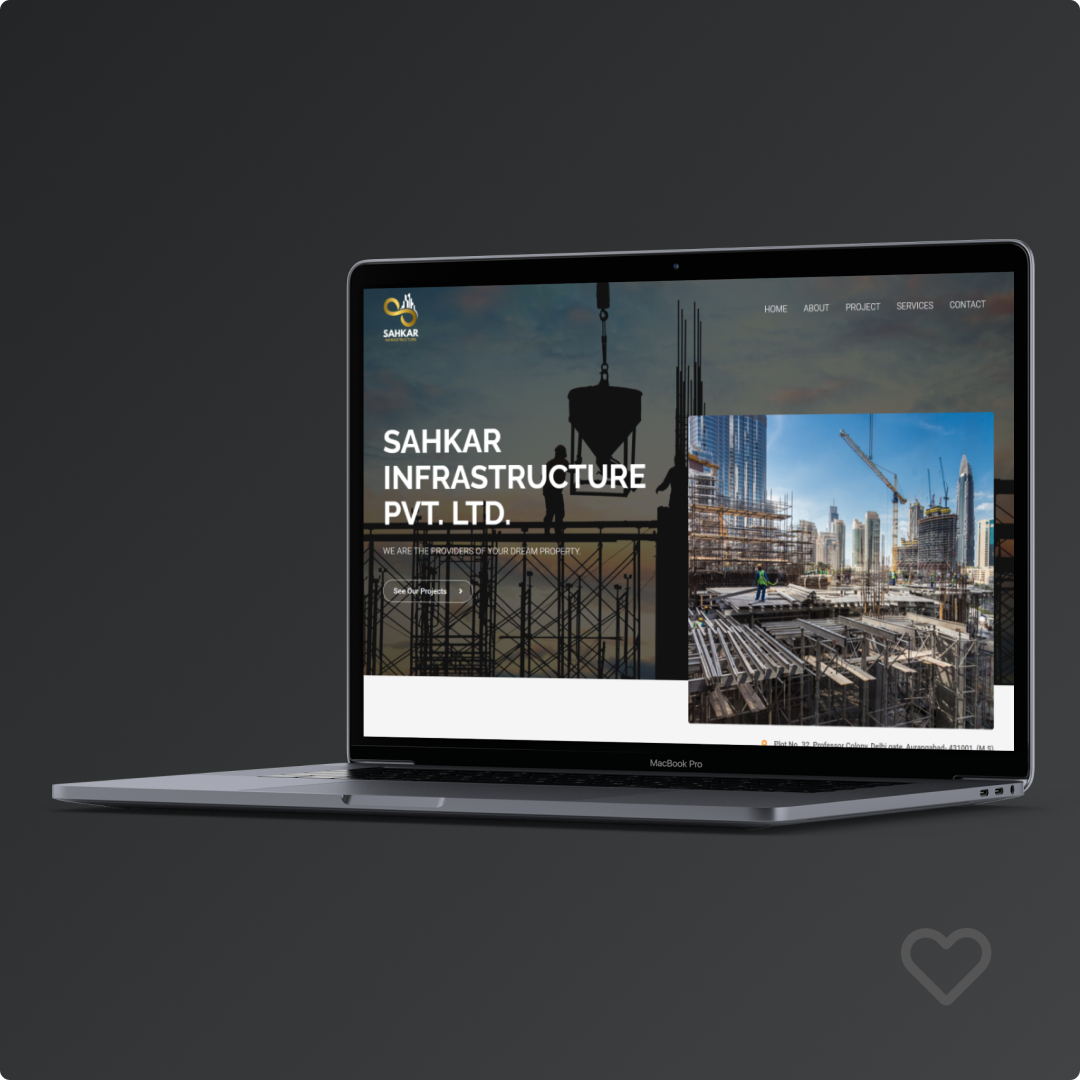 SAHKAR
INFRASTRUCTURE
HOME ABOUT PROJECT SERVICES CONTACT
SAHKAR
INFRASTRUCTURE
PVT. LTD.
WE ARE THE PROVIDERS OF YOUR DREAM PROPERTY.
See Our Projects
Plot No. 32, Professor Colony, Delhi gate, Aurangabad- 431001. (M.S)
MacBook Pro